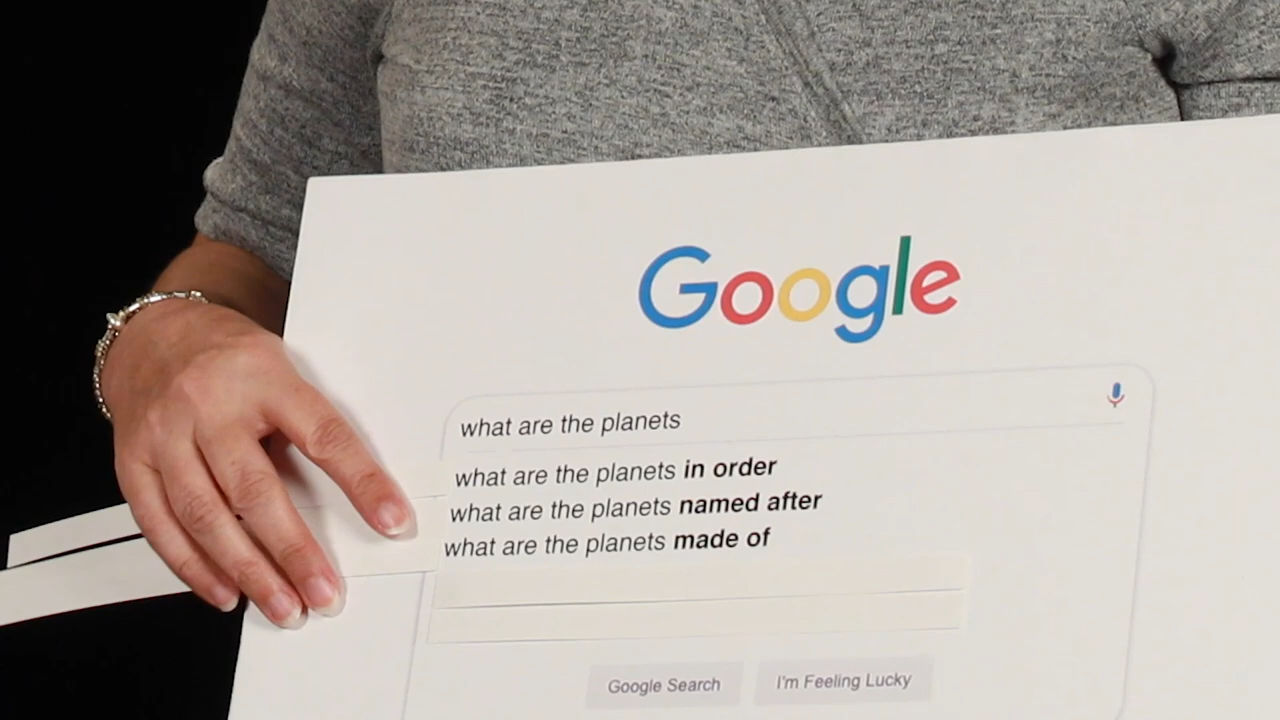 Google
what are the planets
what are the planets in order
what are the planets named after
what are the planets made of
Google Search
I'm Feeling Lucky